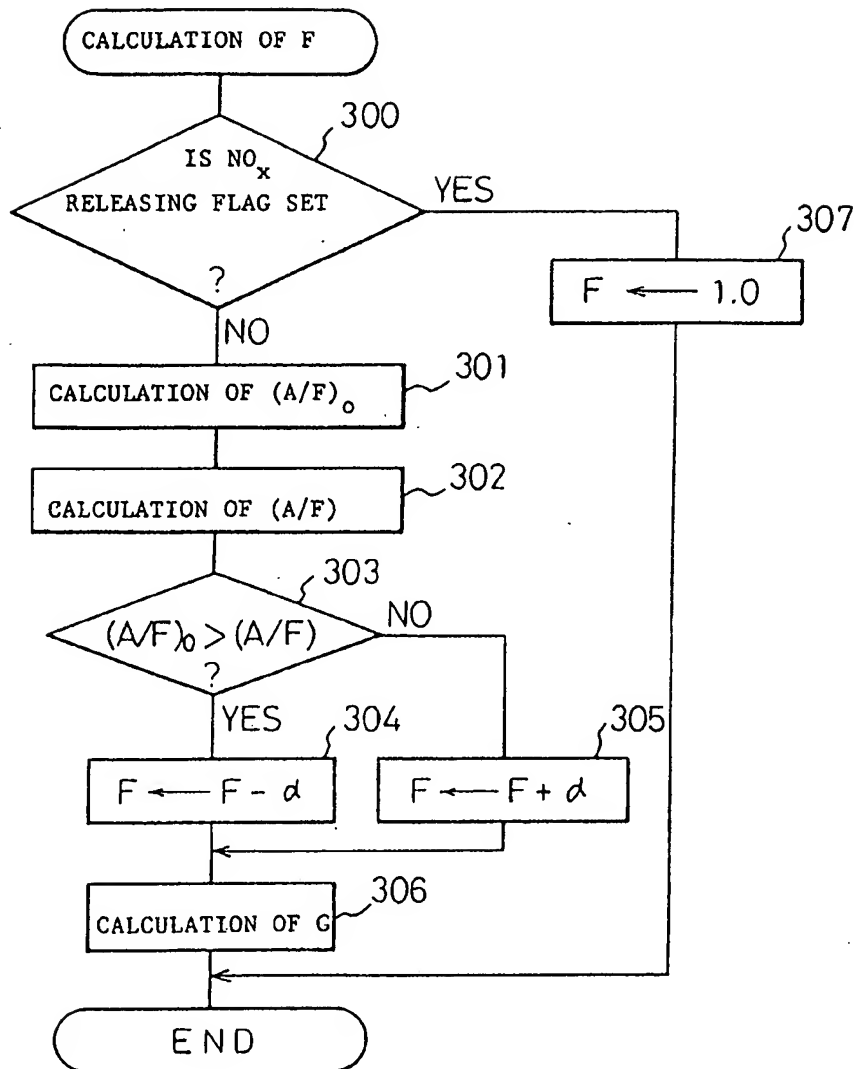 CALCULATION OF F
300
IS NOx
RELEASING FLAG SET
?
YES
NO
307
F ← 1.0
301
CALCULATION OF (A/F)o
302
CALCULATION OF (A/F)
303
(A/F)o > (A/F)
?
NO
YES
304
F ← F - α
305
F ← F + α
306
CALCULATION OF G
END